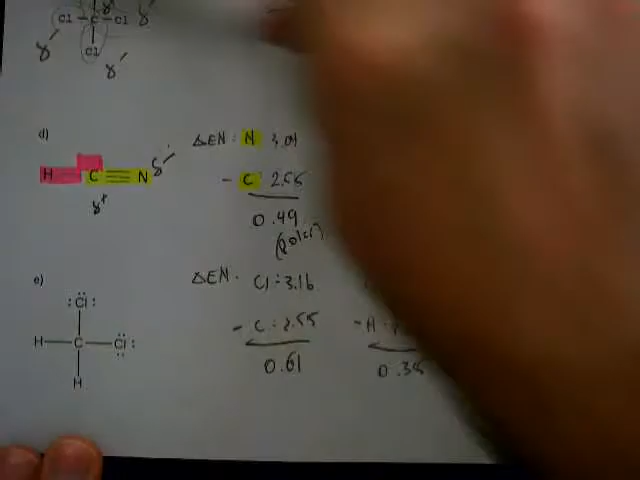 Cl C Cl
Cl
d)
H C N
δ-
δ+
ΔEN: N 3.04
- C: 2.55
0.49
(polar)
e)
:Cl:
H C Cl:
H
ΔEN. Cl: 3.16
- C: 2.55
0.61
- H
0.35